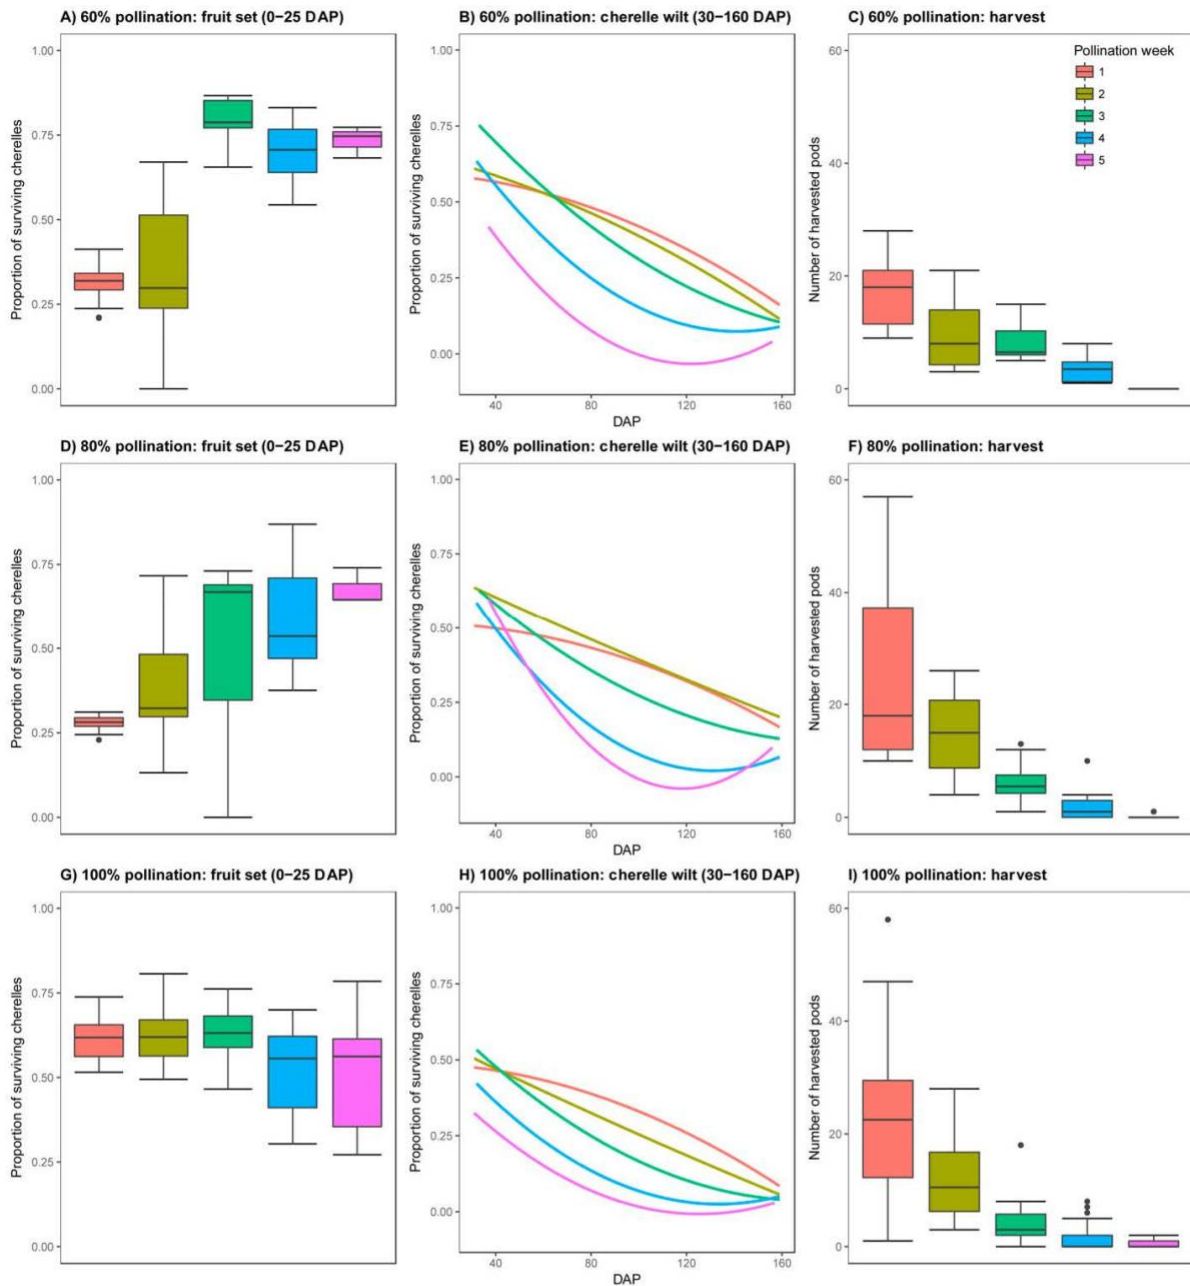 A) 60% pollination: fruit set (0−25 DAP)
B) 60% pollination: cherelle wilt (30−160 DAP)
C) 60% pollination: harvest
Proportion of surviving cherelles
1.00
0.75
0.50
0.25
0.00
Proportion of surviving cherelles
1.00
0.75
0.50
0.25
0.00
40
80
120
160
DAP
Number of harvested pods
60
40
20
0
Pollination week
1
2
3
4
5
D) 80% pollination: fruit set (0−25 DAP)
E) 80% pollination: cherelle wilt (30−160 DAP)
F) 80% pollination: harvest
Proportion of surviving cherelles
1.00
0.75
0.50
0.25
0.00
Proportion of surviving cherelles
1.00
0.75
0.50
0.25
0.00
40
80
120
160
DAP
Number of harvested pods
60
40
20
0
G) 100% pollination: fruit set (0−25 DAP)
H) 100% pollination: cherelle wilt (30−160 DAP)
I) 100% pollination: harvest
Proportion of surviving cherelles
1.00
0.75
0.50
0.25
0.00
Proportion of surviving cherelles
1.00
0.75
0.50
0.25
0.00
40
80
120
160
DAP
Number of harvested pods
60
40
20
0